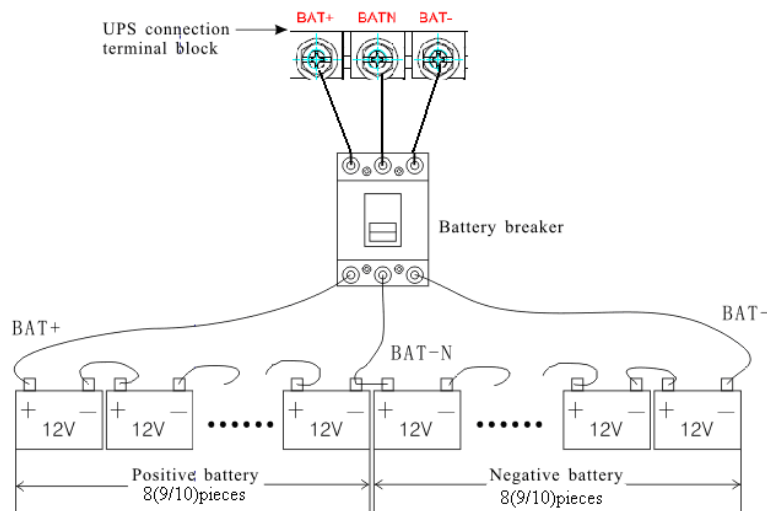 UPS connection
terminal block
BAT+ BATN BAT-
Battery breaker
BAT+
BAT-N
BAT-
+ 12V -
+ 12V -
+ 12V -
+ 12V -
+ 12V -
+ 12V -
Positive battery
8(9/10)pieces
Negative battery
8(9/10)pieces